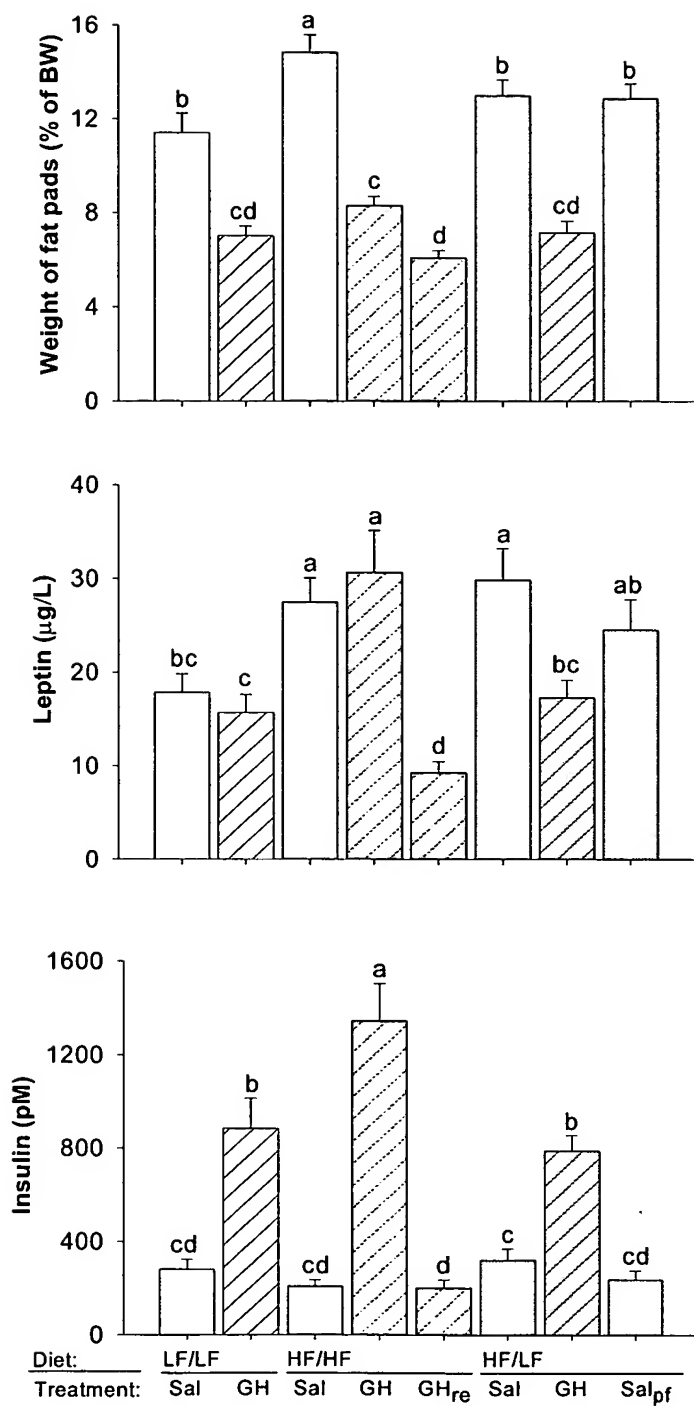 Weight of fat pads (% of BW)
16
12
8
4
0
b
cd
a
c
d
b
cd
b
Leptin (µg/L)
40
30
20
10
0
bc
c
a
a
d
a
bc
ab
Insulin (pM)
1600
1200
800
400
0
cd
b
cd
a
d
c
b
cd
Diet: LF/LF HF/HF HF/LF
Treatment: Sal GH Sal GH GHre Sal GH Salpf